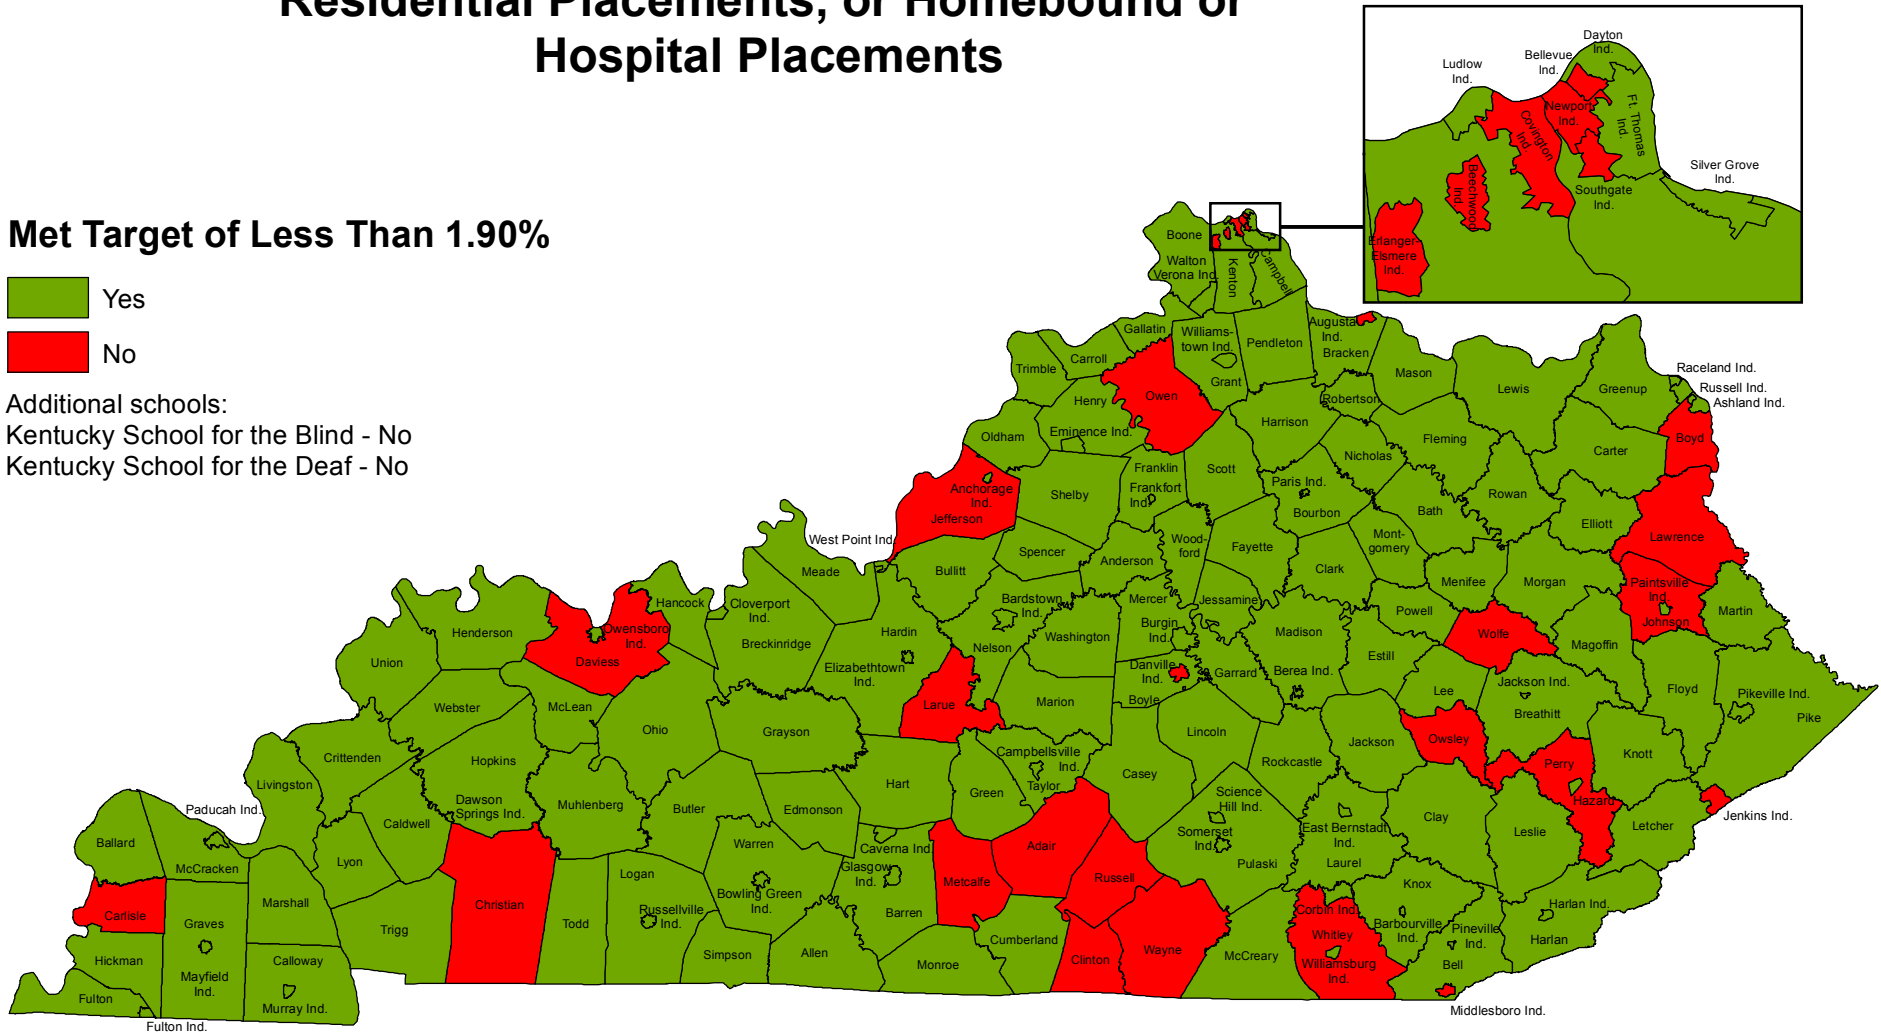 Residential Placements, or Homebound or
Hospital Placements
Met Target of Less Than 1.90%
Yes
No
Additional schools:
Kentucky School for the Blind - No
Kentucky School for the Deaf - No
Dayton
Ind.
Bellevue
Ind.
Ludlow
Ind.
Newport
Ind.
Covington
Ind.
Ft. Thomas
Ind.
Beechwood
Ind.
Silver Grove
Ind.
Southgate
Ind.
Erlanger-
Elsmere
Ind.
Boone
Walton
Verona Ind.
Kenton
Campbell
Gallatin
Williams-
town Ind.
Pendleton
Augusta
Ind.
Bracken
Mason
Lewis
Greenup
Raceland Ind.
Russell Ind.
Ashland Ind.
Trimble
Carroll
Owen
Grant
Robertson
Henry
Harrison
Fleming
Boyd
Oldham
Eminence Ind.
Nicholas
Carter
Anchorage
Ind.
Jefferson
Shelby
Franklin
Frankfort
Ind.
Scott
Paris Ind.
Bourbon
Bath
Rowan
Elliott
Lawrence
West Point Ind.
Meade
Bullitt
Spencer
Anderson
Wood-
ford
Fayette
Mont-
gomery
Clark
Menifee
Morgan
Paintsville
Ind.
Johnson
Martin
Hancock
Cloverport
Ind.
Breckinridge
Hardin
Elizabethtown
Ind.
Bardstown
Ind.
Nelson
Washington
Mercer
Burgin
Ind.
Jessamine
Madison
Powell
Wolfe
Magoffin
Henderson
Owensboro
Ind.
Daviess
Union
Larue
Marion
Danville
Ind.
Boyle
Garrard
Berea Ind.
Estill
Lee
Jackson Ind.
Breathitt
Floyd
Pikeville Ind.
Pike
Webster
McLean
Ohio
Grayson
Lincoln
Jackson
Owsley
Perry
Knott
Crittenden
Hopkins
Livingston
Hart
Green
Campbellsville
Ind.
Taylor
Casey
Rockcastle
Hazard
Paducah Ind.
Dawson
Springs Ind.
Caldwell
Muhlenberg
Butler
Edmonson
Science
Hill Ind.
Somerset
Ind.
Pulaski
East Bernstadt
Ind.
Laurel
Clay
Leslie
Letcher
Jenkins Ind.
Ballard
McCracken
Lyon
Warren
Caverna Ind.
Glasgow
Ind.
Adair
Russell
Metcalfe
Knox
Carlisle
Graves
Marshall
Christian
Logan
Bowling Green
Ind.
Barren
Corbin Ind.
Whitley
Williamsburg
Ind.
Barbourville
Ind.
Pineville
Ind.
Harlan Ind.
Harlan
Trigg
Todd
Russellville
Ind.
Simpson
Allen
Monroe
Cumberland
Clinton
Wayne
McCreary
Bell
Hickman
Mayfield
Ind.
Calloway
Murray Ind.
Fulton
Fulton Ind.
Middlesboro Ind.